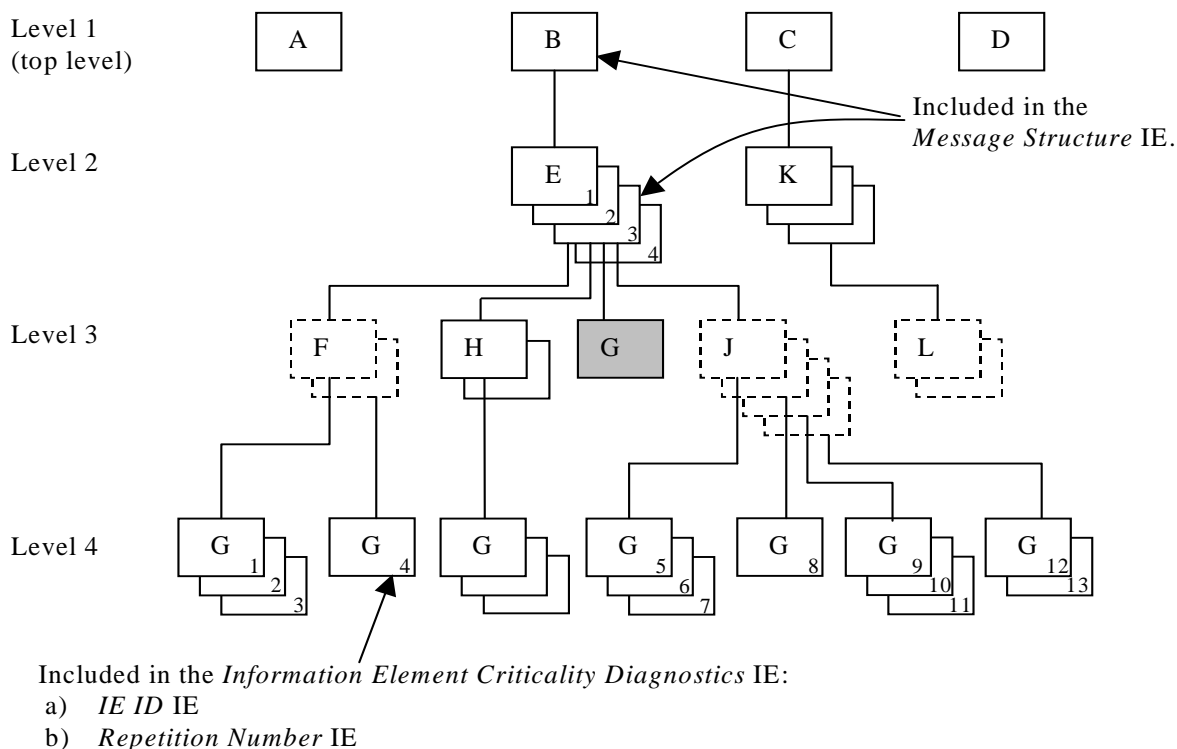 Level 1
(top level)
A
B
C
D
Included in the
Message Structure IE.
Level 2
E
1
2
3
4
K
Level 3
F
H
G
J
L
Level 4
G
1
2
3
G
4
G
G
5
6
7
G
8
G
9
10
11
G
12
13
Included in the Information Element Criticality Diagnostics IE:
a) IE ID IE
b) Repetition Number IE